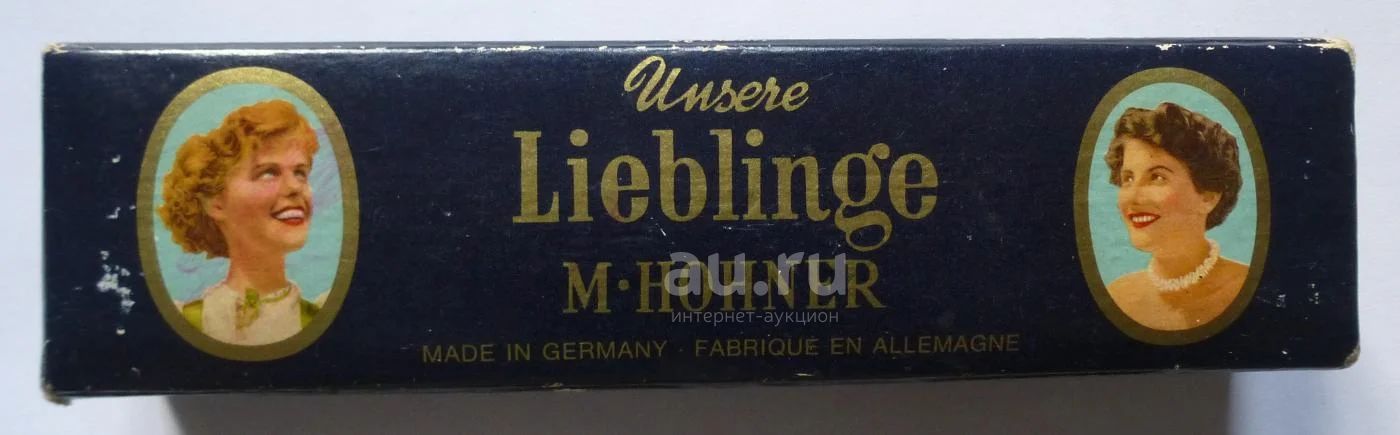 Unsere
Lieblinge
M·HOHNER
au.ru
интернет-аукцион
MADE IN GERMANY · FABRIQUE EN ALLEMAGNE